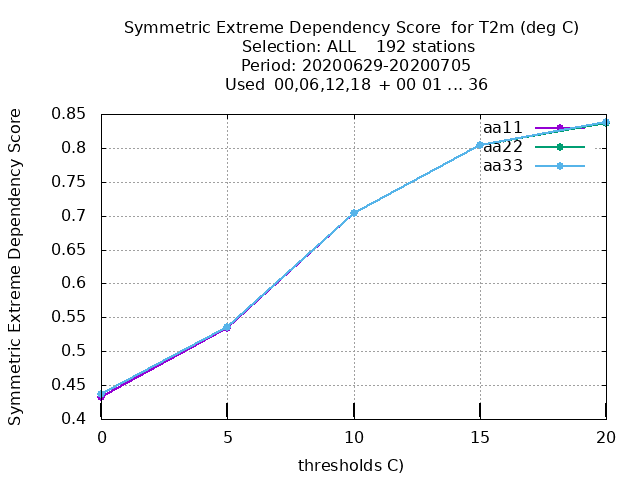 Symmetric Extreme Dependency Score for T2m (deg C)
Selection: ALL 192 stations
Period: 20200629-20200705
Used 00,06,12,18 + 00 01 ... 36
Symmetric Extreme Dependency Score
0.85
0.8
0.75
0.7
0.65
0.6
0.55
0.5
0.45
0.4
aa11
aa22
aa33
0 5 10 15 20
thresholds C)